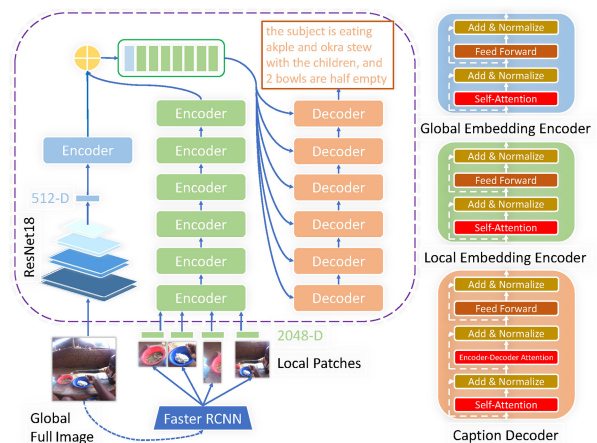 the subject is eating
akple and okra stew
with the children, and
2 bowls are half empty
Encoder
512-D
ResNet18
Encoder
Encoder
Encoder
Encoder
Encoder
Encoder
Decoder
Decoder
Decoder
Decoder
Decoder
Decoder
2048-D
Local Patches
Global
Full Image
Faster RCNN
Add & Normalize
Feed Forward
Add & Normalize
Self-Attention
Global Embedding Encoder
Add & Normalize
Feed Forward
Add & Normalize
Self-Attention
Local Embedding Encoder
Add & Normalize
Feed Forward
Add & Normalize
Encoder-Decoder Attention
Add & Normalize
Self-Attention
Caption Decoder